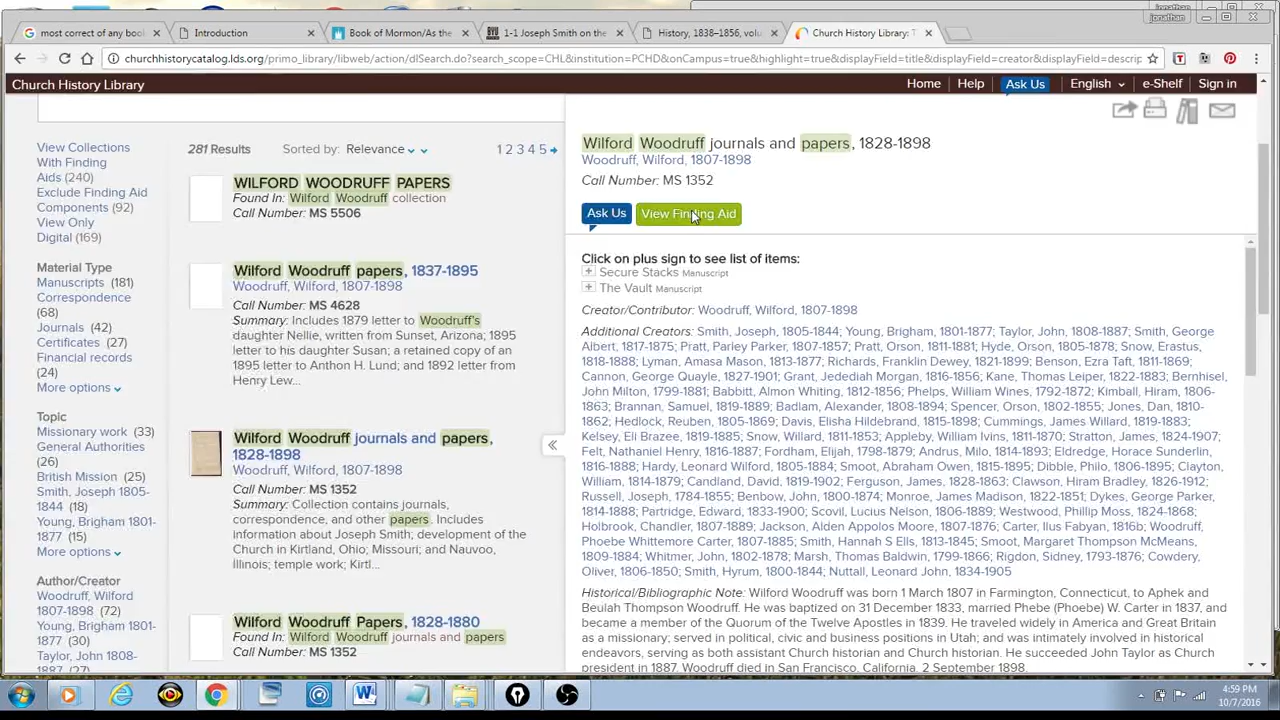 jonathan
jonathan
most correct of any boo
Introduction
Book of Mormon/As the
1-1 Joseph Smith on the
History, 1838–1856, volu
Church History Library: T
churchhistorycatalog.lds.org/primo_library/libweb/action/dlSearch.do?search_scope=CHL&institution=PCHD&onCampus=true&highlight=true&displayField=title&displayField=creator&displayField=descrip
Church History Library
Home
Help
Ask Us
English
e-Shelf
Sign in
View Collections
With Finding
Aids (240)
Exclude Finding Aid
Components (92)
View Only
Digital (169)
Material Type
Manuscripts (181)
Correspondence
(68)
Journals (42)
Certificates (27)
Financial records
(24)
More options
Topic
Missionary work (33)
General Authorities
(26)
British Mission (25)
Smith, Joseph 1805-
1844 (18)
Young, Brigham 1801-
1877 (15)
More options
Author/Creator
Woodruff, Wilford
1807-1898 (72)
Young, Brigham 1801-
1877 (30)
Taylor, John 1808-
1887 (27)
281 Results
Sorted by: Relevance
1 2 3 4 5
WILFORD WOODRUFF PAPERS
Found In: Wilford Woodruff collection
Call Number: MS 5506
Wilford Woodruff papers, 1837-1895
Woodruff, Wilford, 1807-1898
Call Number: MS 4628
Summary: Includes 1879 letter to Woodruff's
daughter Nellie, written from Sunset, Arizona; 1895
letter to his daughter Susan; a retained copy of an
1895 letter to Anthon H. Lund; and 1892 letter from
Henry Lew...
Wilford Woodruff journals and papers,
1828-1898
Woodruff, Wilford, 1807-1898
Call Number: MS 1352
Summary: Collection contains journals,
correspondence, and other papers. Includes
information about Joseph Smith; development of the
Church in Kirtland, Ohio; Missouri; and Nauvoo,
Illinois; temple work; Kirtl...
Wilford Woodruff Papers, 1828-1880
Found In: Wilford Woodruff journals and papers
Call Number: MS 1352
Wilford Woodruff journals and papers, 1828-1898
Woodruff, Wilford, 1807-1898
Call Number: MS 1352
Ask Us
View Finding Aid
Click on plus sign to see list of items:
Secure Stacks Manuscript
The Vault Manuscript
Creator/Contributor: Woodruff, Wilford, 1807-1898
Additional Creators: Smith, Joseph, 1805-1844; Young, Brigham, 1801-1877; Taylor, John, 1808-1887; Smith, George
Albert, 1817-1875; Pratt, Parley Parker, 1807-1857; Pratt, Orson, 1811-1881; Hyde, Orson, 1805-1878; Snow, Erastus,
1818-1888; Lyman, Amasa Mason, 1813-1877; Richards, Franklin Dewey, 1821-1899; Benson, Ezra Taft, 1811-1869;
Cannon, George Quayle, 1827-1901; Grant, Jedediah Morgan, 1816-1856; Kane, Thomas Leiper, 1822-1883; Bernhisel,
John Milton, 1799-1881; Babbitt, Almon Whiting, 1812-1856; Phelps, William Wines, 1792-1872; Kimball, Hiram, 1806-
1863; Brannan, Samuel, 1819-1889; Badlam, Alexander, 1808-1894; Spencer, Orson, 1802-1855; Jones, Dan, 1810-
1862; Hedlock, Reuben, 1805-1869; Davis, Elisha Hildebrand, 1815-1898; Cummings, James Willard, 1819-1883;
Kelsey, Eli Brazee, 1819-1885; Snow, Willard, 1811-1853; Appleby, William Ivins, 1811-1870; Stratton, James, 1824-1907;
Felt, Nathaniel Henry, 1816-1887; Fordham, Elijah, 1798-1879; Andrus, Milo, 1814-1893; Eldredge, Horace Sunderlin,
1816-1888; Hardy, Leonard Wilford, 1805-1884; Smoot, Abraham Owen, 1815-1895; Dibble, Philo, 1806-1895; Clayton,
William, 1814-1879; Candland, David, 1819-1902; Ferguson, James, 1828-1863; Clawson, Hiram Bradley, 1826-1912;
Russell, Joseph, 1784-1855; Benbow, John, 1800-1874; Monroe, James Madison, 1822-1851; Dykes, George Parker,
1814-1888; Partridge, Edward, 1833-1900; Scovil, Lucius Nelson, 1806-1889; Westwood, Phillip Moss, 1824-1868;
Holbrook, Chandler, 1807-1889; Jackson, Alden Appolos Moore, 1807-1876; Carter, Ilus Fabyan, 1816b; Woodruff,
Phoebe Whittemore Carter, 1807-1885; Smith, Hannah S Ells, 1813-1845; Smoot, Margaret Thompson McMeans,
1809-1884; Whitmer, John, 1802-1878; Marsh, Thomas Baldwin, 1799-1866; Rigdon, Sidney, 1793-1876; Cowdery,
Oliver, 1806-1850; Smith, Hyrum, 1800-1844; Nuttall, Leonard John, 1834-1905
Historical/Bibliographic Note: Wilford Woodruff was born 1 March 1807 in Farmington, Connecticut, to Aphek and
Beulah Thompson Woodruff. He was baptized on 31 December 1833, married Phebe (Phoebe) W. Carter in 1837, and
became a member of the Quorum of the Twelve Apostles in 1839. He traveled widely in America and Great Britain
as a missionary; served in political, civic and business positions in Utah; and was intimately involved in historical
endeavors, serving as both assistant Church historian and Church historian. He succeeded John Taylor as Church
president in 1887. Woodruff died in San Francisco, California, 2 September 1898.
4:59 PM
10/7/2016